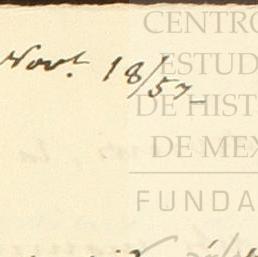 Novr. 18/57
CENTRO
ESTUD
DE HIST
DE MEX
FUNDA